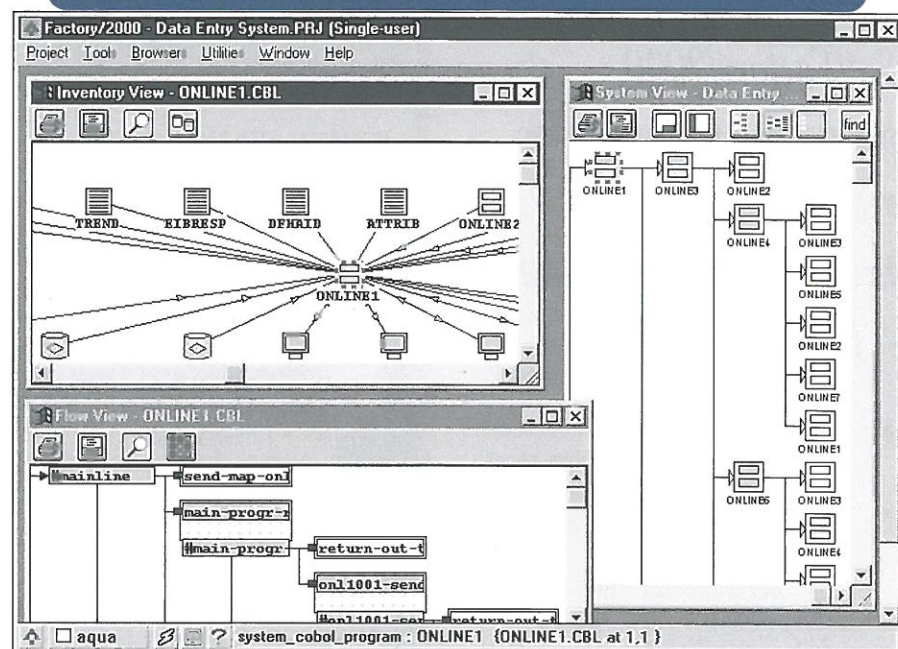 Factory/2000 - Data Entry System.PRJ (Single-user)
Project Tools Browsers Utilities Window Help
Inventory View - ONLINE1.CBL
TREND EIBRESP DFHAID ATTRIB ONLINE2
ONLINE1
System View - Data Entry ...
find
ONLINE1 ONLINE3 ONLINE2
ONLINE4 ONLINE3
ONLINE5
ONLINE2
ONLINE7
ONLINE1
ONLINE6 ONLINE3
ONLINE4
Flow View - ONLINE1.CBL
#mainline send-map-onl
main-progr-r
#main-progr return-out-t
onl1001-send
#onl1001-sen return-out-t
aqua ? system_cobol_program : ONLINE1 {ONLINE1.CBL at 1,1 }